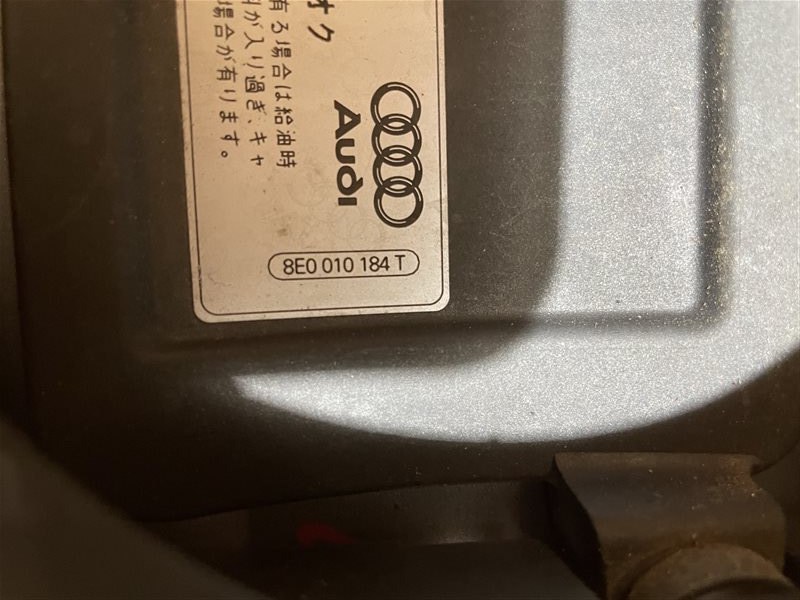 オク
Audi
有る場合は給油時
が入り過ぎ、キャ
場合が有ります。
8E0 010 184 T